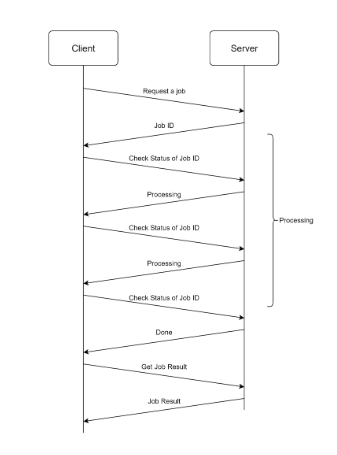 Client
Server
Request a job
Job ID
Check Status of Job ID
Processing
Check Status of Job ID
Processing
Processing
Check Status of Job ID
Done
Get Job Result
Job Result